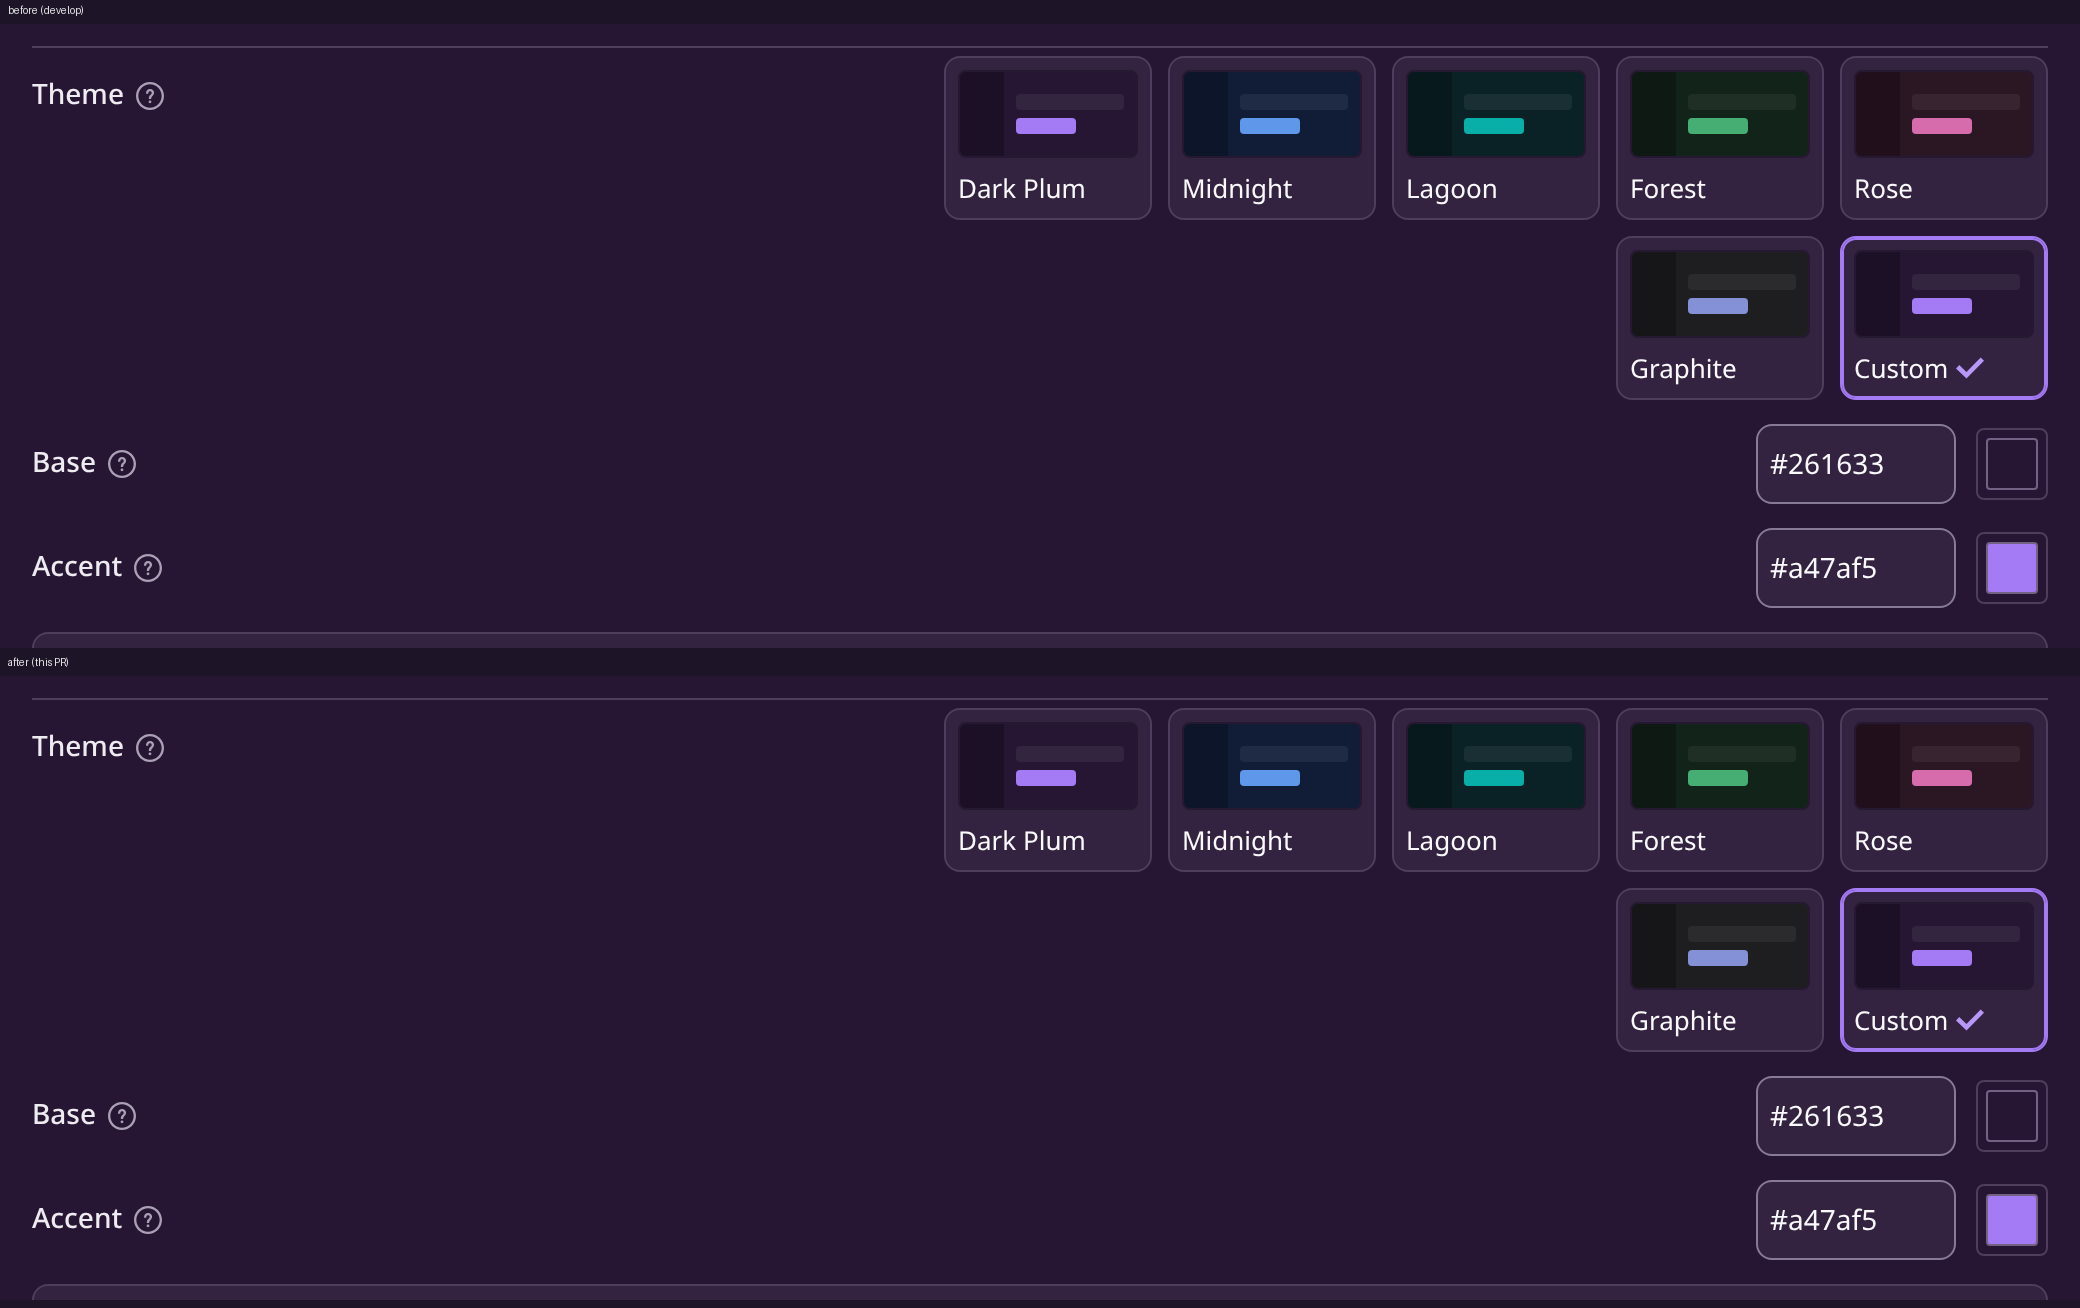 before (develop)
Theme ?
Dark Plum
Midnight
Lagoon
Forest
Rose
Graphite
Custom
Base ?
#261633
Accent ?
#a47af5
after (this PR)
Theme ?
Dark Plum
Midnight
Lagoon
Forest
Rose
Graphite
Custom
Base ?
#261633
Accent ?
#a47af5